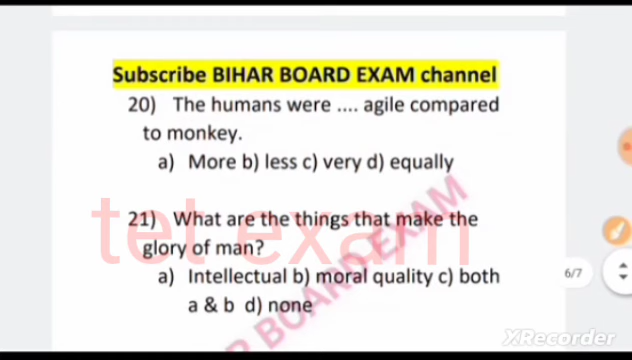 Subscribe BIHAR BOARD EXAM channel
20) The humans were .... agile compared
to monkey.
a) More b) less c) very d) equally
tet exam
21) What are the things that make the
glory of man?
a) Intellectual b) moral quality c) both
a & b d) none
R BOARD EXAM
6/7
XRecorder